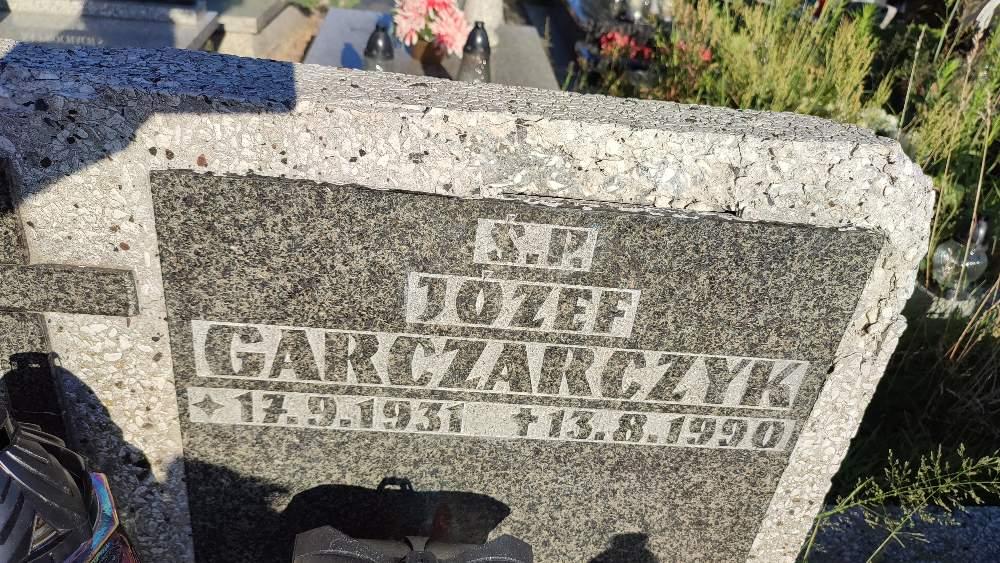 Ś.P.
JÓZEF
GARCZARCZYK
✦ 17.9.1931 ✝ 13.8.1990